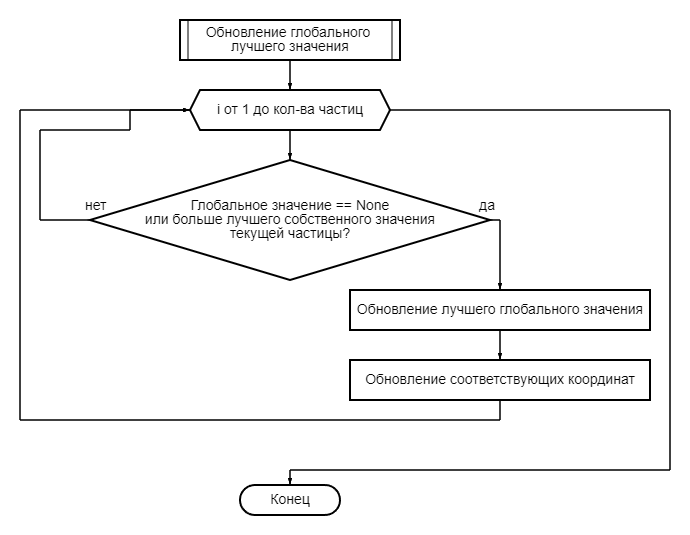 Обновление глобального
лучшего значения
i от 1 до кол-ва частиц
Глобальное значение == None
или больше лучшего собственного значения
текущей частицы?
нет
да
Обновление лучшего глобального значения
Обновление соответствующих координат
Конец